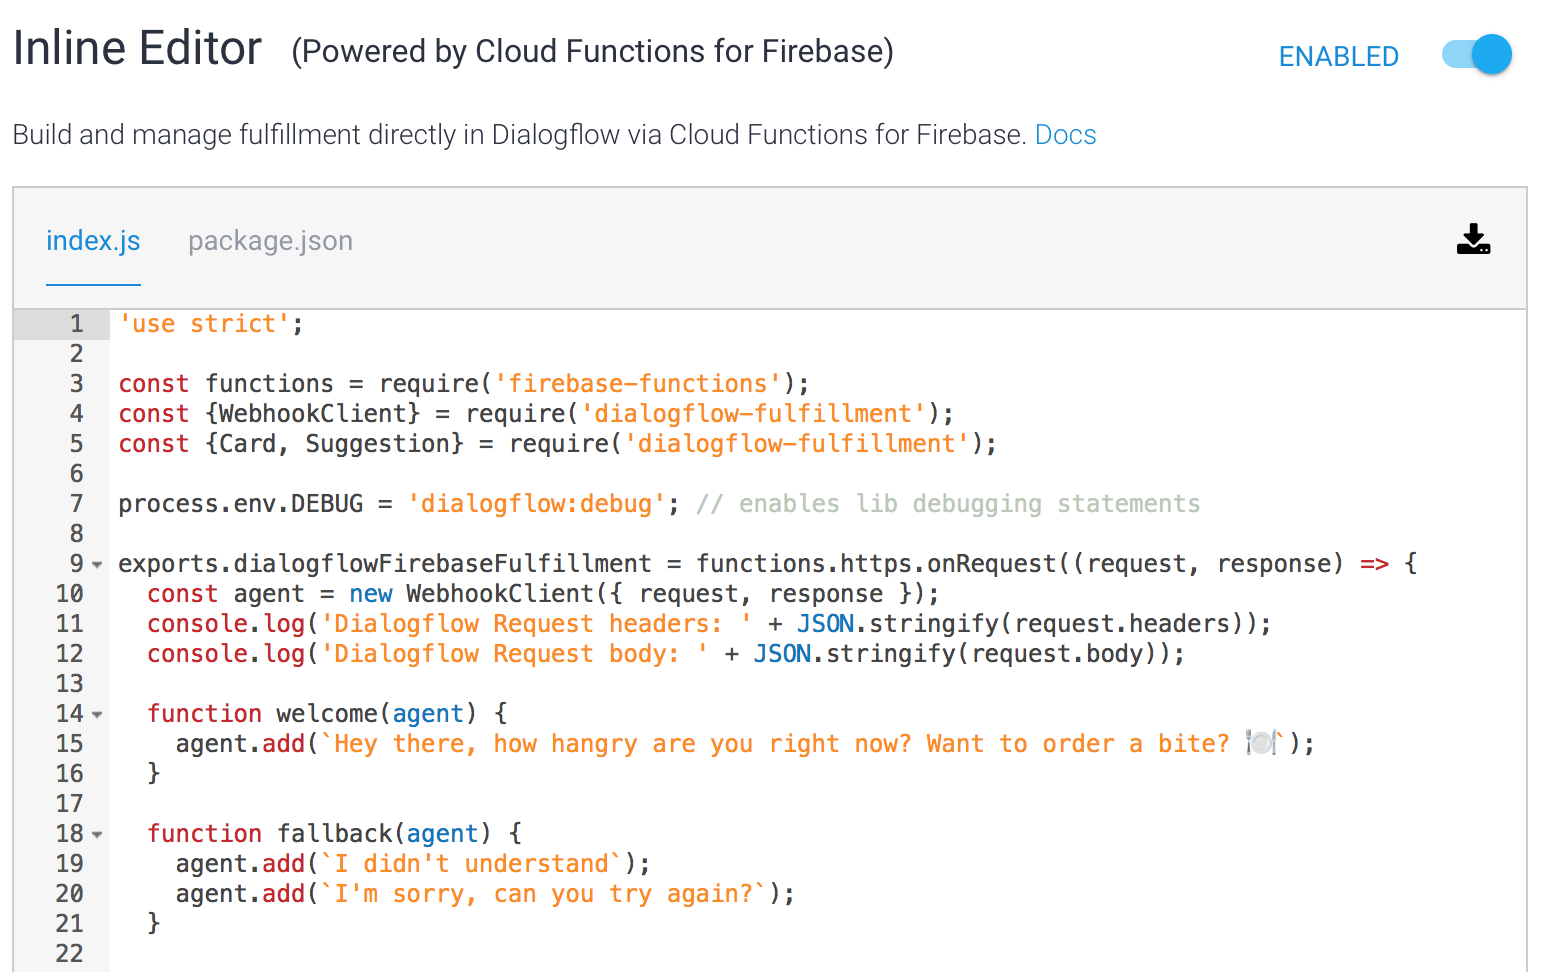 Inline Editor (Powered by Cloud Functions for Firebase) ENABLED
Build and manage fulfillment directly in Dialogflow via Cloud Functions for Firebase. Docs
index.js package.json
1 'use strict';
2
3 const functions = require('firebase-functions');
4 const {WebhookClient} = require('dialogflow-fulfillment');
5 const {Card, Suggestion} = require('dialogflow-fulfillment');
6
7 process.env.DEBUG = 'dialogflow:debug'; // enables lib debugging statements
8
9 exports.dialogflowFirebaseFulfillment = functions.https.onRequest((request, response) => {
10   const agent = new WebhookClient({ request, response });
11   console.log('Dialogflow Request headers: ' + JSON.stringify(request.headers));
12   console.log('Dialogflow Request body: ' + JSON.stringify(request.body));
13
14   function welcome(agent) {
15     agent.add(`Hey there, how hangry are you right now? Want to order a bite? 🍽️`);
16   }
17
18   function fallback(agent) {
19     agent.add(`I didn't understand`);
20     agent.add(`I'm sorry, can you try again?`);
21   }
22